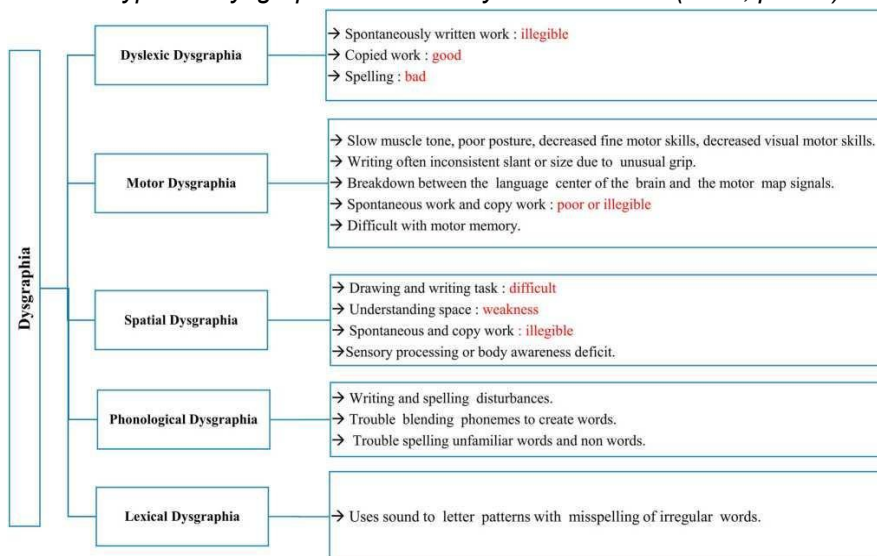 Dysgraphia
Dyslexic Dysgraphia
→ Spontaneously written work : illegible
→ Copied work : good
→ Spelling : bad
Motor Dysgraphia
→ Slow muscle tone, poor posture, decreased fine motor skills, decreased visual motor skills.
→ Writing often inconsistent slant or size due to unusual grip.
→ Breakdown between the language center of the brain and the motor map signals.
→ Spontaneous work and copy work : poor or illegible
→ Difficult with motor memory.
Spatial Dysgraphia
→ Drawing and writing task : difficult
→ Understanding space : weakness
→ Spontaneous and copy work : illegible
→Sensory processing or body awareness deficit.
Phonological Dysgraphia
→ Writing and spelling disturbances.
→ Trouble blending phonemes to create words.
→ Trouble spelling unfamiliar words and non words.
Lexical Dysgraphia
→ Uses sound to letter patterns with misspelling of irregular words.